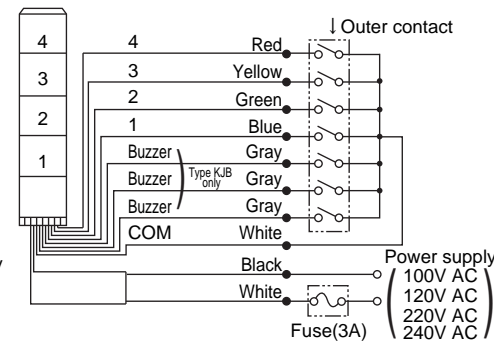 ↓Outer contact
4 4 Red
3 3 Yellow
2 2 Green
1 1 Blue
Buzzer Gray
Buzzer Type KJB only Gray
Buzzer Gray
COM White
Black
White
Fuse(3A)
Power supply
100V AC
120V AC
220V AC
240V AC
y